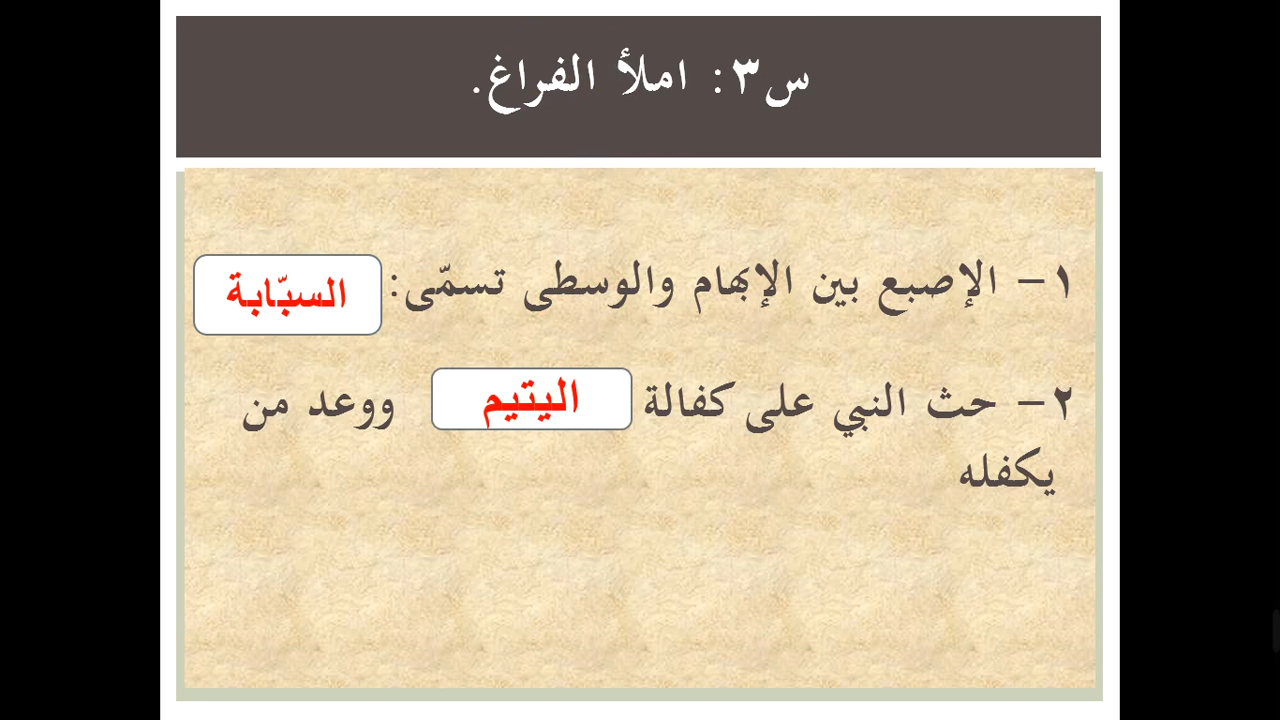 س٣: املأ الفراغ.
١- الإصبع بين الإبهام والوسطى تسمّى: السبّابة
٢- حث النبي على كفالة اليتيم ووعد من
يكفله